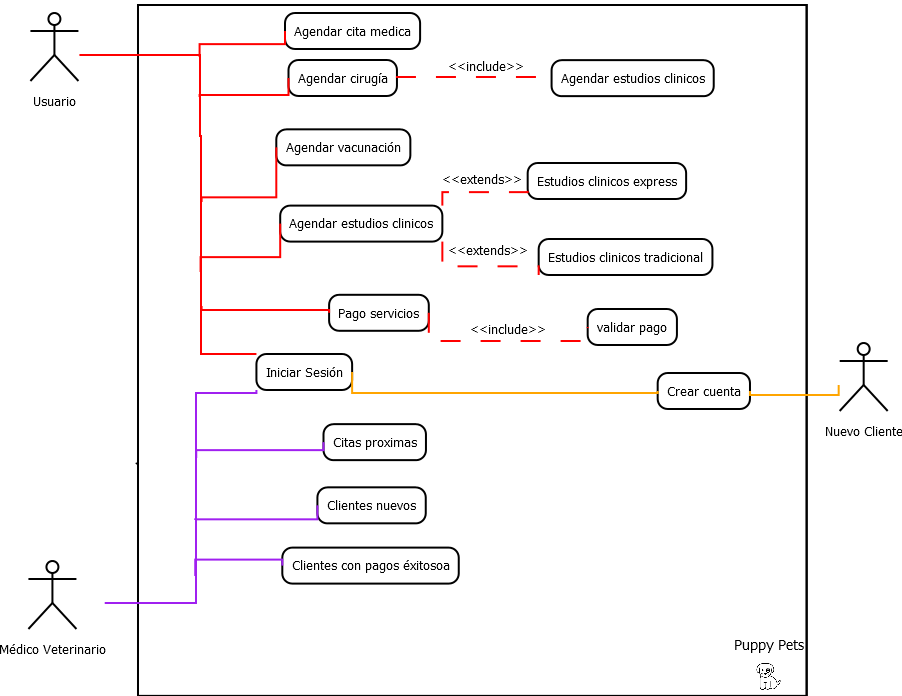 Agendar cita medica
Usuario
Agendar cirugía
<<include>>
Agendar estudios clinicos
Agendar vacunación
<<extends>>
Estudios clinicos express
Agendar estudios clinicos
<<extends>>
Estudios clinicos tradicional
Pago servicios
<<include>>
validar pago
Iniciar Sesión
Crear cuenta
Nuevo Cliente
Citas proximas
Clientes nuevos
Clientes con pagos éxitosoa
Médico Veterinario
Puppy Pets